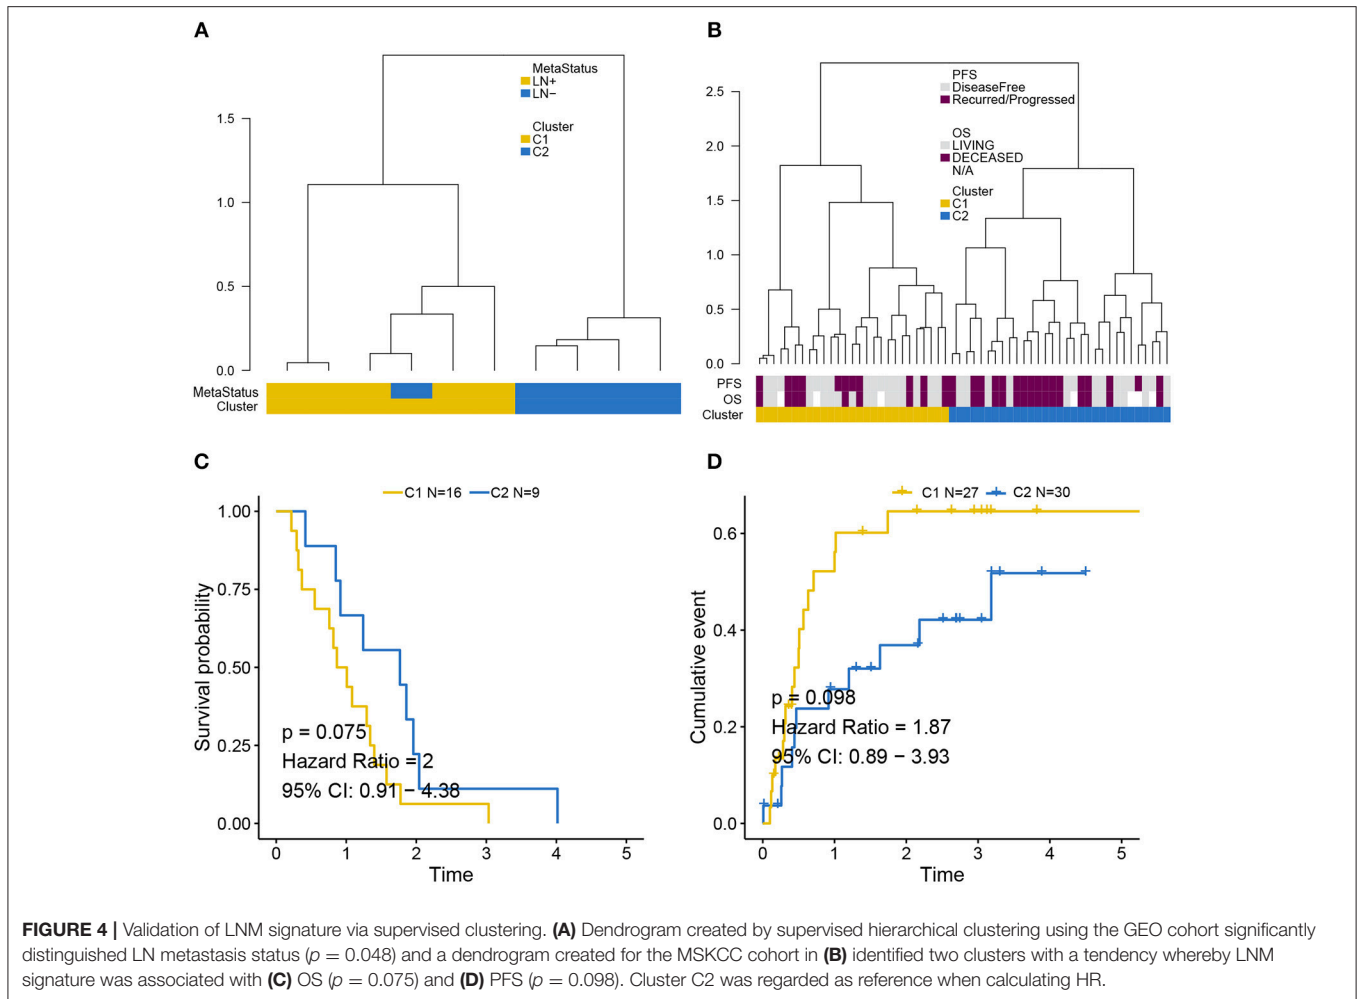 A
MetaStatus
LN+
LN−
Cluster
C1
C2
1.5
1.0
0.5
0.0
MetaStatus
Cluster
B
PFS
DiseaseFree
Recurred/Progressed
OS
LIVING
DECEASED
N/A
Cluster
C1
C2
2.5
2.0
1.5
1.0
0.5
0.0
PFS
OS
Cluster
C
C1 N=16 C2 N=9
1.00
0.75
0.50
0.25
0.00
Survival probability
p = 0.075
Hazard Ratio = 2
95% CI: 0.91 − 4.38
0 1 2 3 4 5
Time
D
C1 N=27 C2 N=30
0.6
0.4
0.2
0.0
Cumulative event
p = 0.098
Hazard Ratio = 1.87
95% CI: 0.89 − 3.93
0 1 2 3 4 5
Time
FIGURE 4 | Validation of LNM signature via supervised clustering. (A) Dendrogram created by supervised hierarchical clustering using the GEO cohort significantly
distinguished LN metastasis status (p = 0.048) and a dendrogram created for the MSKCC cohort in (B) identified two clusters with a tendency whereby LNM
signature was associated with (C) OS (p = 0.075) and (D) PFS (p = 0.098). Cluster C2 was regarded as reference when calculating HR.